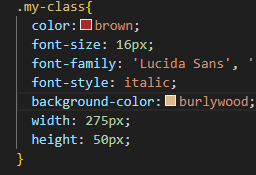 .my-class{
color: brown;
font-size: 16px;
font-family: 'Lucida Sans', '
font-style: italic;
background-color: burlywood;
width: 275px;
height: 50px;
}